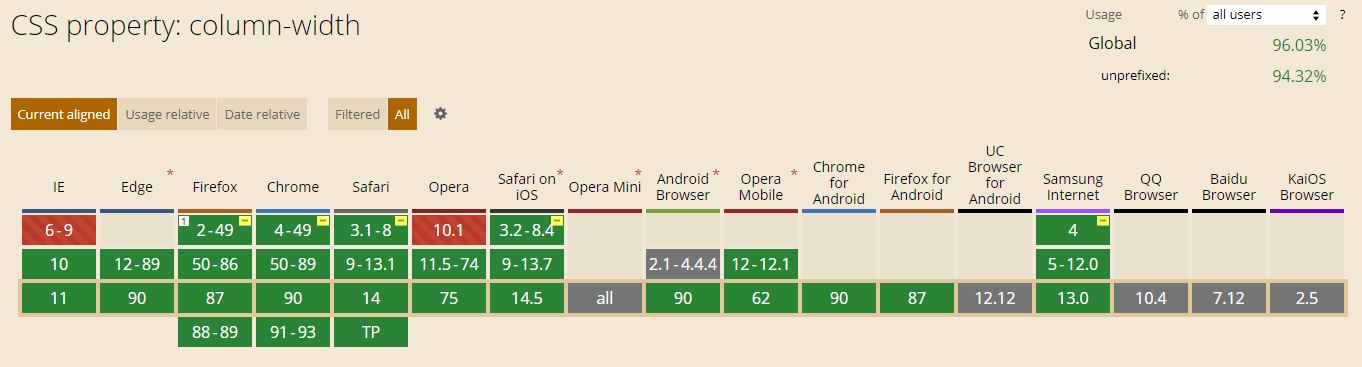 CSS property: column-width
Usage % of all users ?
Global 96.03%
unprefixed: 94.32%
Current aligned Usage relative Date relative Filtered All
IE Edge * Firefox Chrome Safari Opera Safari on iOS * Opera Mini * Android Browser * Opera Mobile * Chrome for Android Firefox for Android UC Browser for Android Samsung Internet QQ Browser Baidu Browser KaiOS Browser
6-9 1 2-49 4-49 3.1-8 10.1 3.2-8.4 4
10 12-89 50-86 50-89 9-13.1 11.5-74 9-13.7 2.1-4.4.4 12-12.1 5-12.0
11 90 87 90 14 75 14.5 all 90 62 90 87 12.12 13.0 10.4 7.12 2.5
88-89 91-93 TP